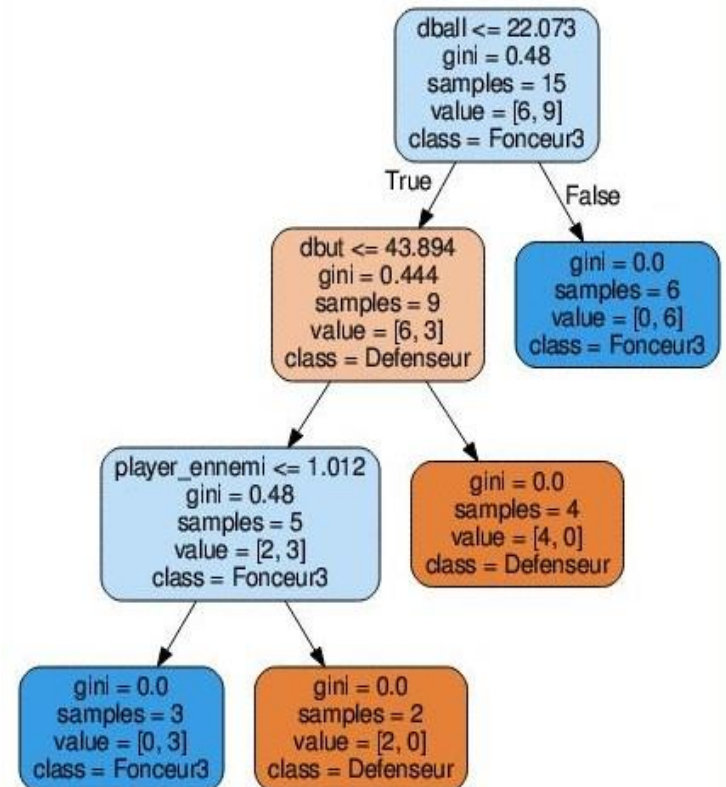 dball <= 22.073
gini = 0.48
samples = 15
value = [6, 9]
class = Fonceur3
True
False
dbut <= 43.894
gini = 0.444
samples = 9
value = [6, 3]
class = Defenseur
gini = 0.0
samples = 6
value = [0, 6]
class = Fonceur3
player_ennemi <= 1.012
gini = 0.48
samples = 5
value = [2, 3]
class = Fonceur3
gini = 0.0
samples = 4
value = [4, 0]
class = Defenseur
gini = 0.0
samples = 3
value = [0, 3]
class = Fonceur3
gini = 0.0
samples = 2
value = [2, 0]
class = Defenseur